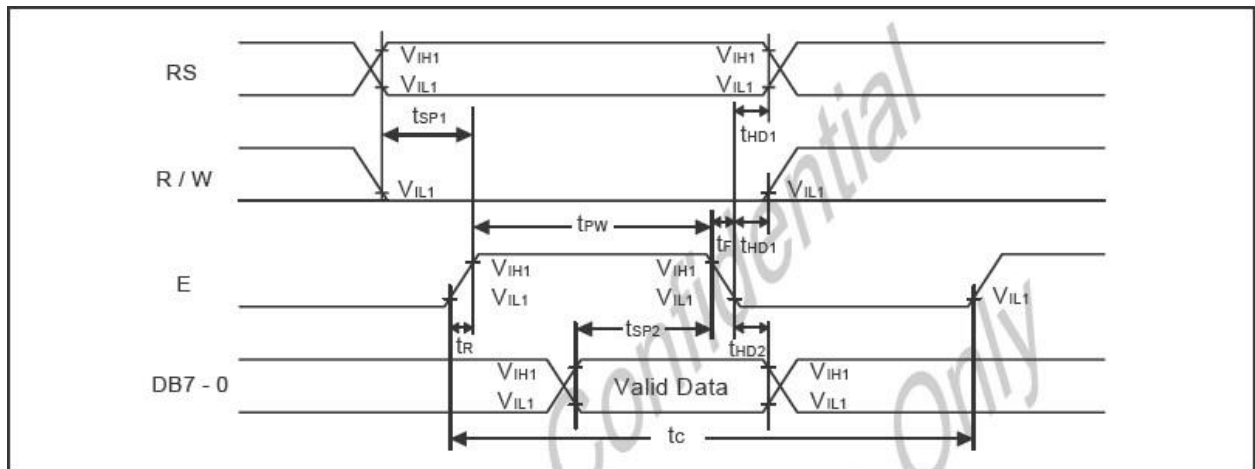 RS
VIH1
VIL1
VIH1
VIL1
tSP1
tHD1
R / W
VIL1
VIL1
tPW
tF
tHD1
E
VIH1
VIL1
VIH1
VIL1
VIL1
tR
tSP2
tHD2
DB7 - 0
VIH1
VIL1
Valid Data
VIH1
VIL1
tC
Confidential
Only